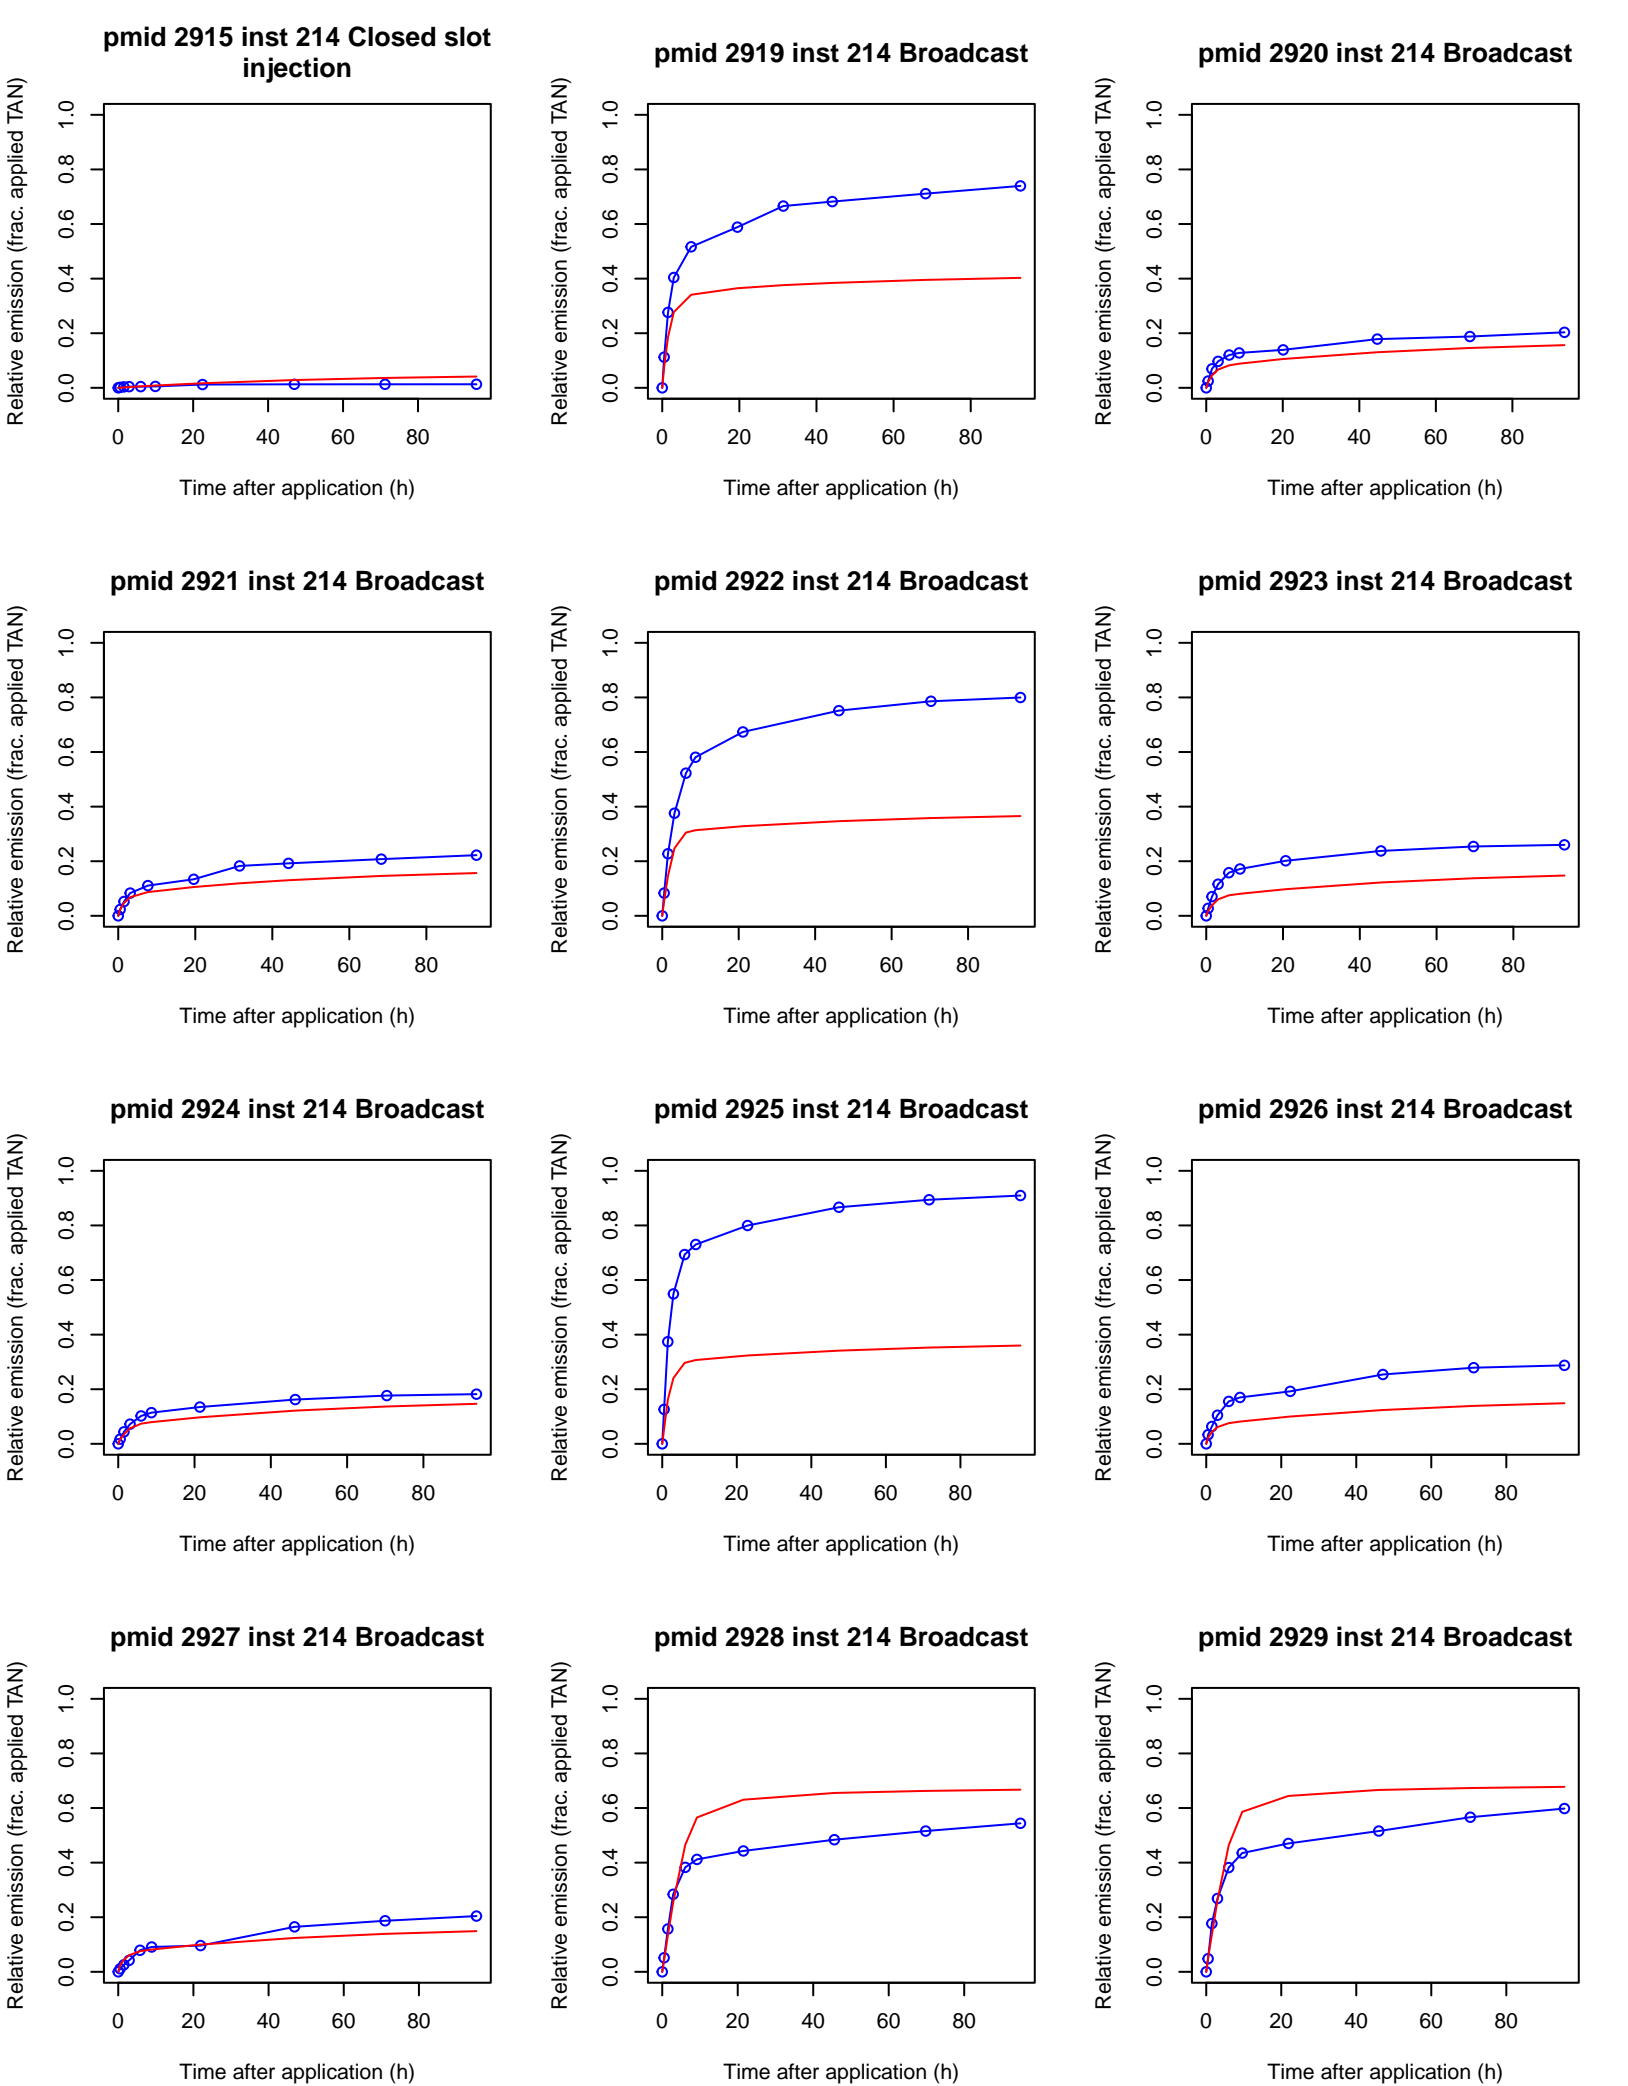 pmid 2915 inst 214 Closed slot
injection
Relative emission (frac. applied TAN)
1.0
0.8
0.6
0.4
0.2
0.0
0 20 40 60 80
Time after application (h)
pmid 2919 inst 214 Broadcast
Relative emission (frac. applied TAN)
1.0
0.8
0.6
0.4
0.2
0.0
0 20 40 60 80
Time after application (h)
pmid 2920 inst 214 Broadcast
Relative emission (frac. applied TAN)
1.0
0.8
0.6
0.4
0.2
0.0
0 20 40 60 80
Time after application (h)
pmid 2921 inst 214 Broadcast
Relative emission (frac. applied TAN)
1.0
0.8
0.6
0.4
0.2
0.0
0 20 40 60 80
Time after application (h)
pmid 2922 inst 214 Broadcast
Relative emission (frac. applied TAN)
1.0
0.8
0.6
0.4
0.2
0.0
0 20 40 60 80
Time after application (h)
pmid 2923 inst 214 Broadcast
Relative emission (frac. applied TAN)
1.0
0.8
0.6
0.4
0.2
0.0
0 20 40 60 80
Time after application (h)
pmid 2924 inst 214 Broadcast
Relative emission (frac. applied TAN)
1.0
0.8
0.6
0.4
0.2
0.0
0 20 40 60 80
Time after application (h)
pmid 2925 inst 214 Broadcast
Relative emission (frac. applied TAN)
1.0
0.8
0.6
0.4
0.2
0.0
0 20 40 60 80
Time after application (h)
pmid 2926 inst 214 Broadcast
Relative emission (frac. applied TAN)
1.0
0.8
0.6
0.4
0.2
0.0
0 20 40 60 80
Time after application (h)
pmid 2927 inst 214 Broadcast
Relative emission (frac. applied TAN)
1.0
0.8
0.6
0.4
0.2
0.0
0 20 40 60 80
Time after application (h)
pmid 2928 inst 214 Broadcast
Relative emission (frac. applied TAN)
1.0
0.8
0.6
0.4
0.2
0.0
0 20 40 60 80
Time after application (h)
pmid 2929 inst 214 Broadcast
Relative emission (frac. applied TAN)
1.0
0.8
0.6
0.4
0.2
0.0
0 20 40 60 80
Time after application (h)